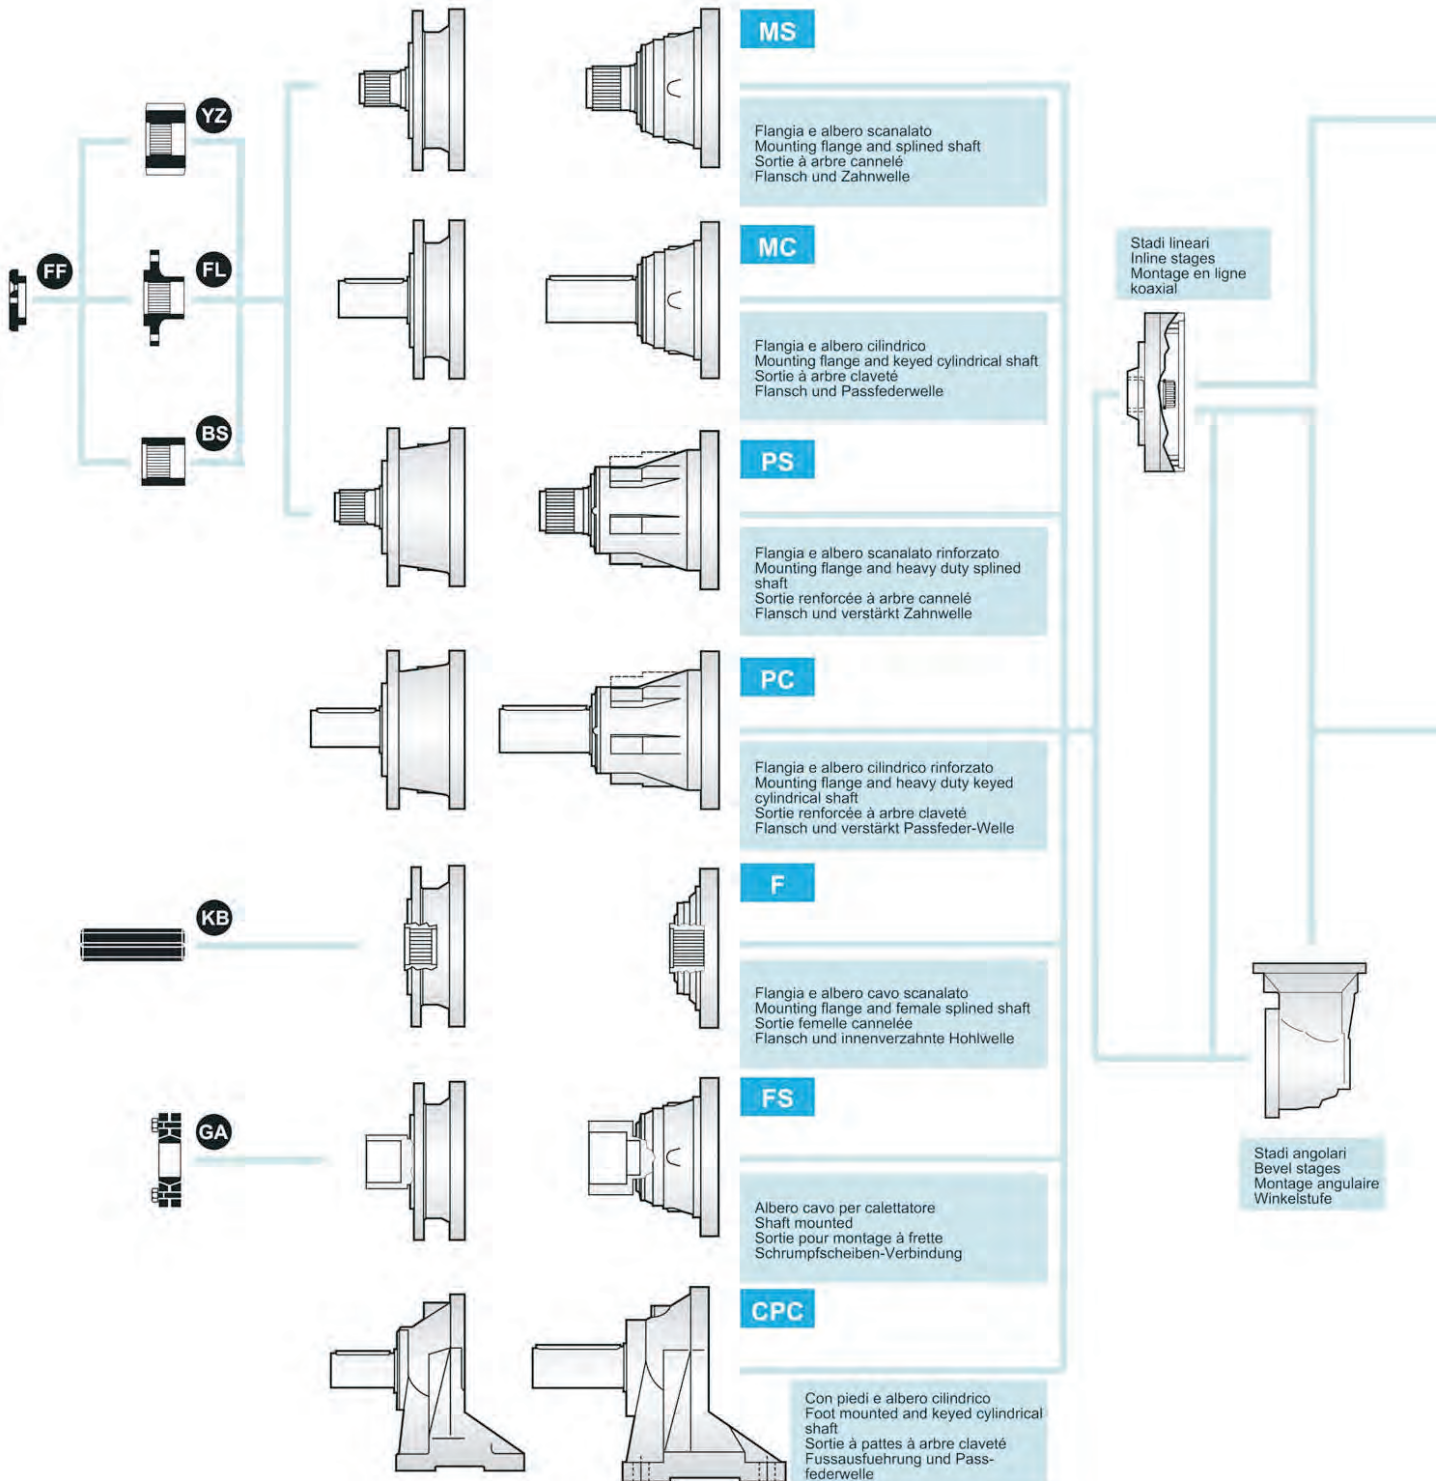 MS
Flangia e albero scanalato
Mounting flange and splined shaft
Sortie à arbre cannelé
Flansch und Zahnwelle
YZ
FF
FL
BS
MC
Flangia e albero cilindrico
Mounting flange and keyed cylindrical shaft
Sortie à arbre claveté
Flansch und Passfederwelle
Stadi lineari
Inline stages
Montage en ligne
koaxial
PS
Flangia e albero scanalato rinforzato
Mounting flange and heavy duty splined
shaft
Sortie renforcée à arbre cannelé
Flansch und verstärkt Zahnwelle
PC
Flangia e albero cilindrico rinforzato
Mounting flange and heavy duty keyed
cylindrical shaft
Sortie renforcée à arbre claveté
Flansch und verstärkt Passfeder-Welle
KB
F
Flangia e albero cavo scanalato
Mounting flange and female splined shaft
Sortie femelle cannelée
Flansch und innenverzahnte Hohlwelle
GA
FS
Albero cavo per calettatore
Shaft mounted
Sortie pour montage à frette
Schrumpfscheiben-Verbindung
Stadi angolari
Bevel stages
Montage angulaire
Winkelstufe
CPC
Con piedi e albero cilindrico
Foot mounted and keyed cylindrical
shaft
Sortie à pattes à arbre claveté
Fussausfuehrung und Pass-
federwelle